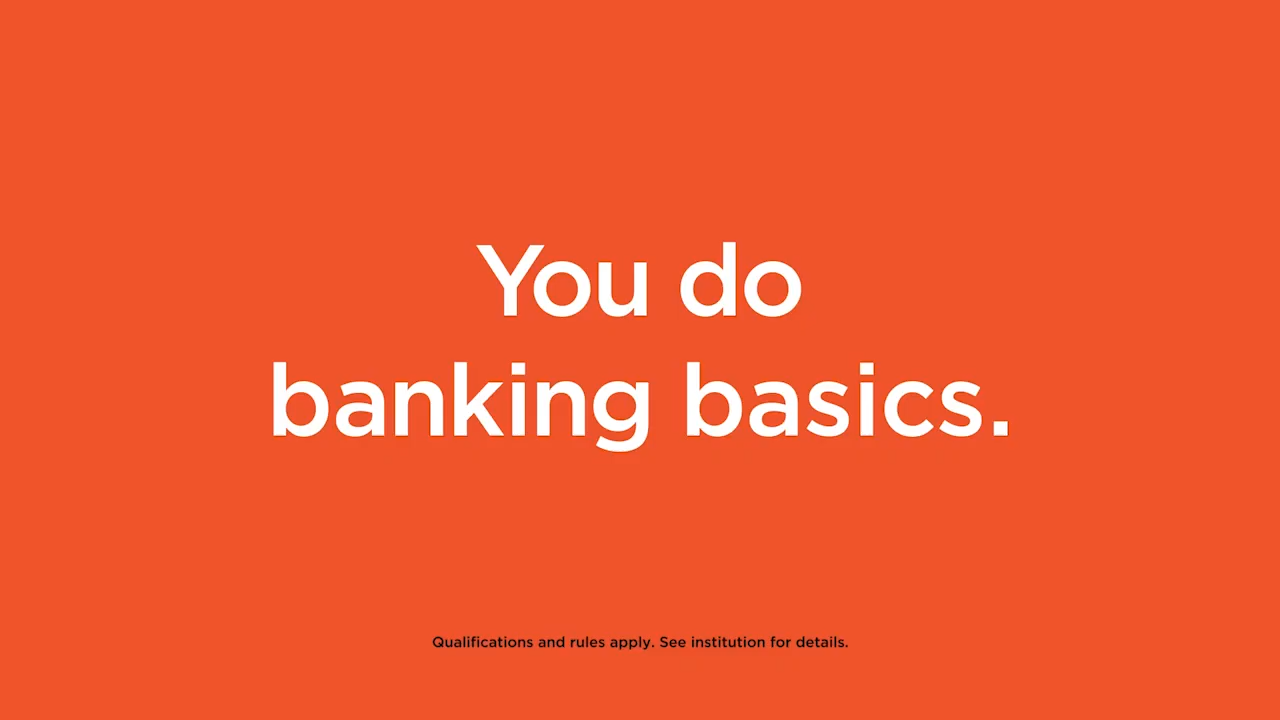 You do
banking basics.
Qualifications and rules apply. See institution for details.